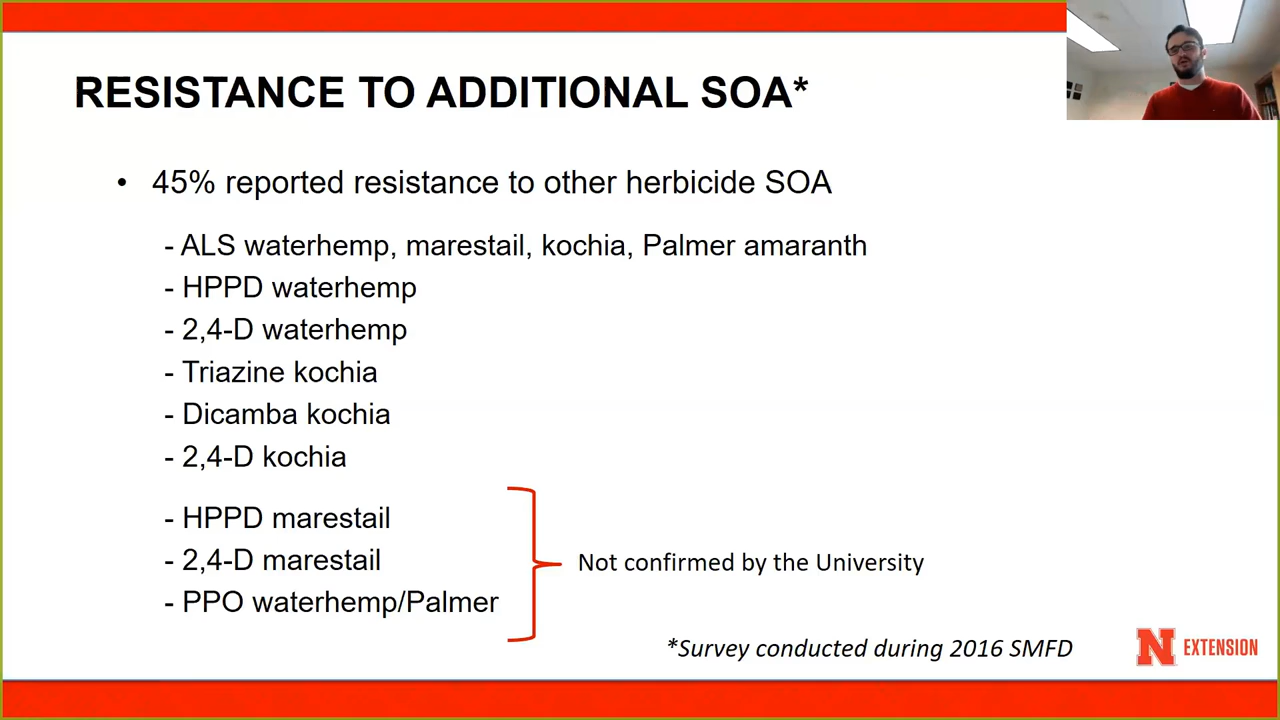 RESISTANCE TO ADDITIONAL SOA*
• 45% reported resistance to other herbicide SOA
- ALS waterhemp, marestail, kochia, Palmer amaranth
- HPPD waterhemp
- 2,4-D waterhemp
- Triazine kochia
- Dicamba kochia
- 2,4-D kochia
- HPPD marestail
- 2,4-D marestail
- PPO waterhemp/Palmer
Not confirmed by the University
*Survey conducted during 2016 SMFD
N EXTENSION